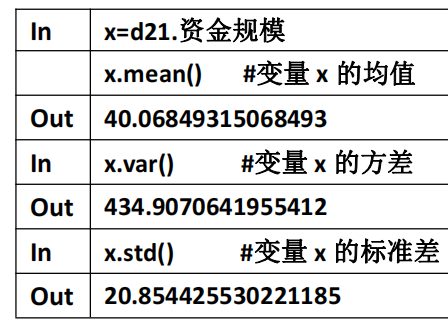 In x=d21.资金规模
x.mean() #变量 x 的均值
Out 40.06849315068493
In x.var() #变量 x 的方差
Out 434.9070641955412
In x.std() #变量 x 的标准差
Out 20.854425530221185